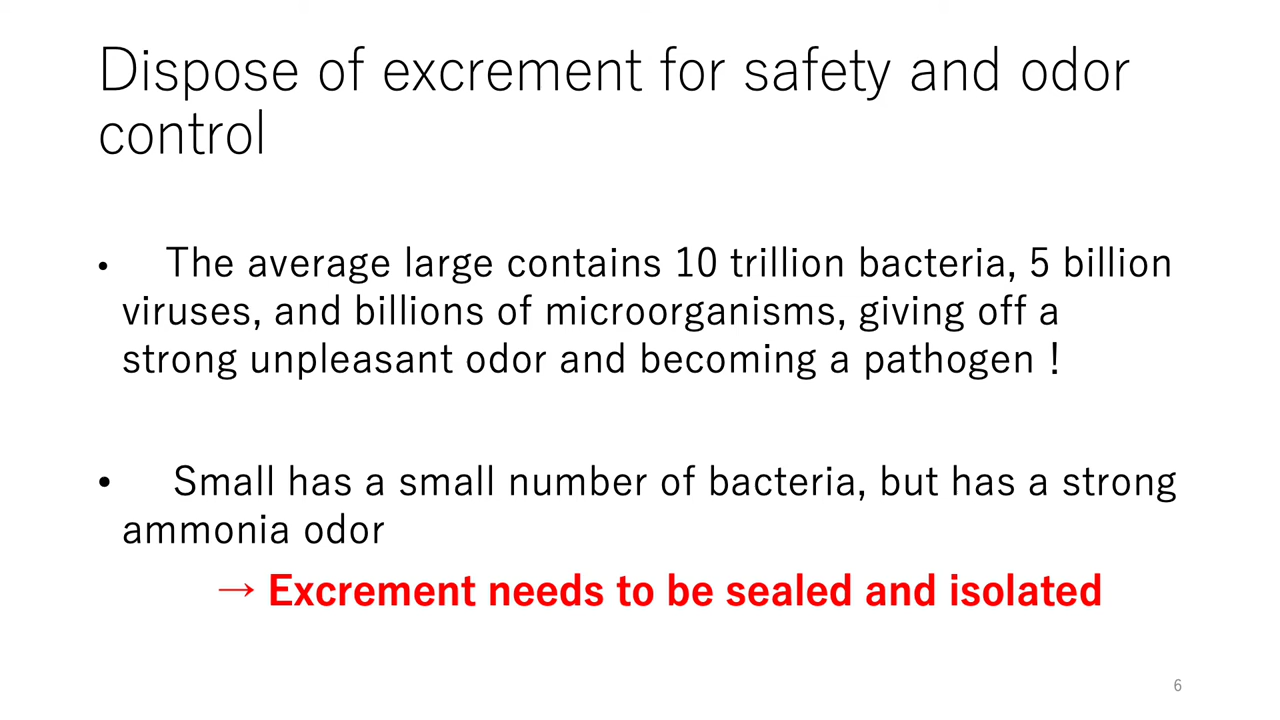 Dispose of excrement for safety and odor
control
• The average large contains 10 trillion bacteria, 5 billion
viruses, and billions of microorganisms, giving off a
strong unpleasant odor and becoming a pathogen！
• Small has a small number of bacteria, but has a strong
ammonia odor
→ Excrement needs to be sealed and isolated
6